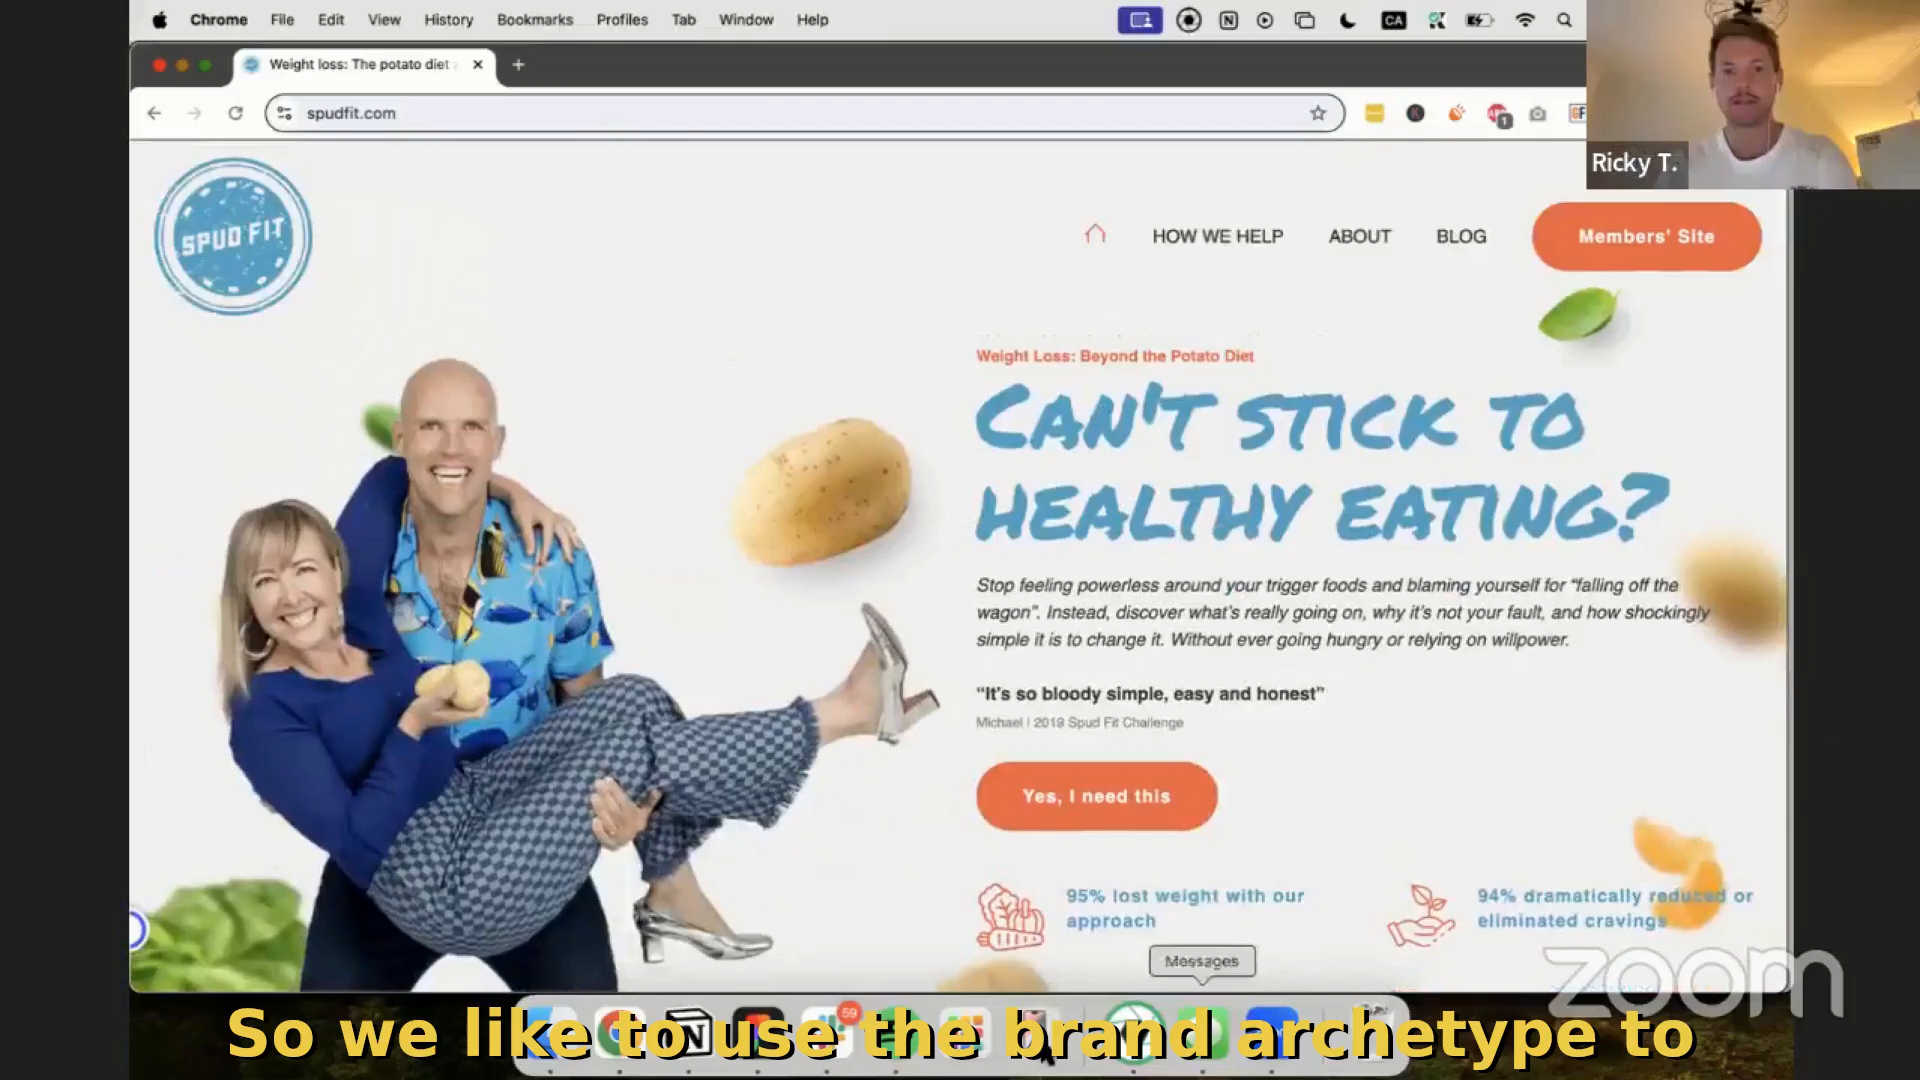 Chrome File Edit View History Bookmarks Profiles Tab Window Help
CA
Weight loss: The potato diet
spudfit.com
1
GF
Ricky T.
SPUD FIT
HOW WE HELP
ABOUT
BLOG
Members' Site
Weight Loss: Beyond the Potato Diet
CAN'T STICK TO
HEALTHY EATING?
Stop feeling powerless around your trigger foods and blaming yourself for “falling off the
wagon”. Instead, discover what’s really going on, why it’s not your fault, and how shockingly
simple it is to change it. Without ever going hungry or relying on willpower.
“It’s so bloody simple, easy and honest”
Michael | 2019 Spud Fit Challenge
Yes, I need this
95% lost weight with our
approach
94% dramatically reduced or
eliminated cravings
Messages
zoom
59
So we like to use the brand archetype to